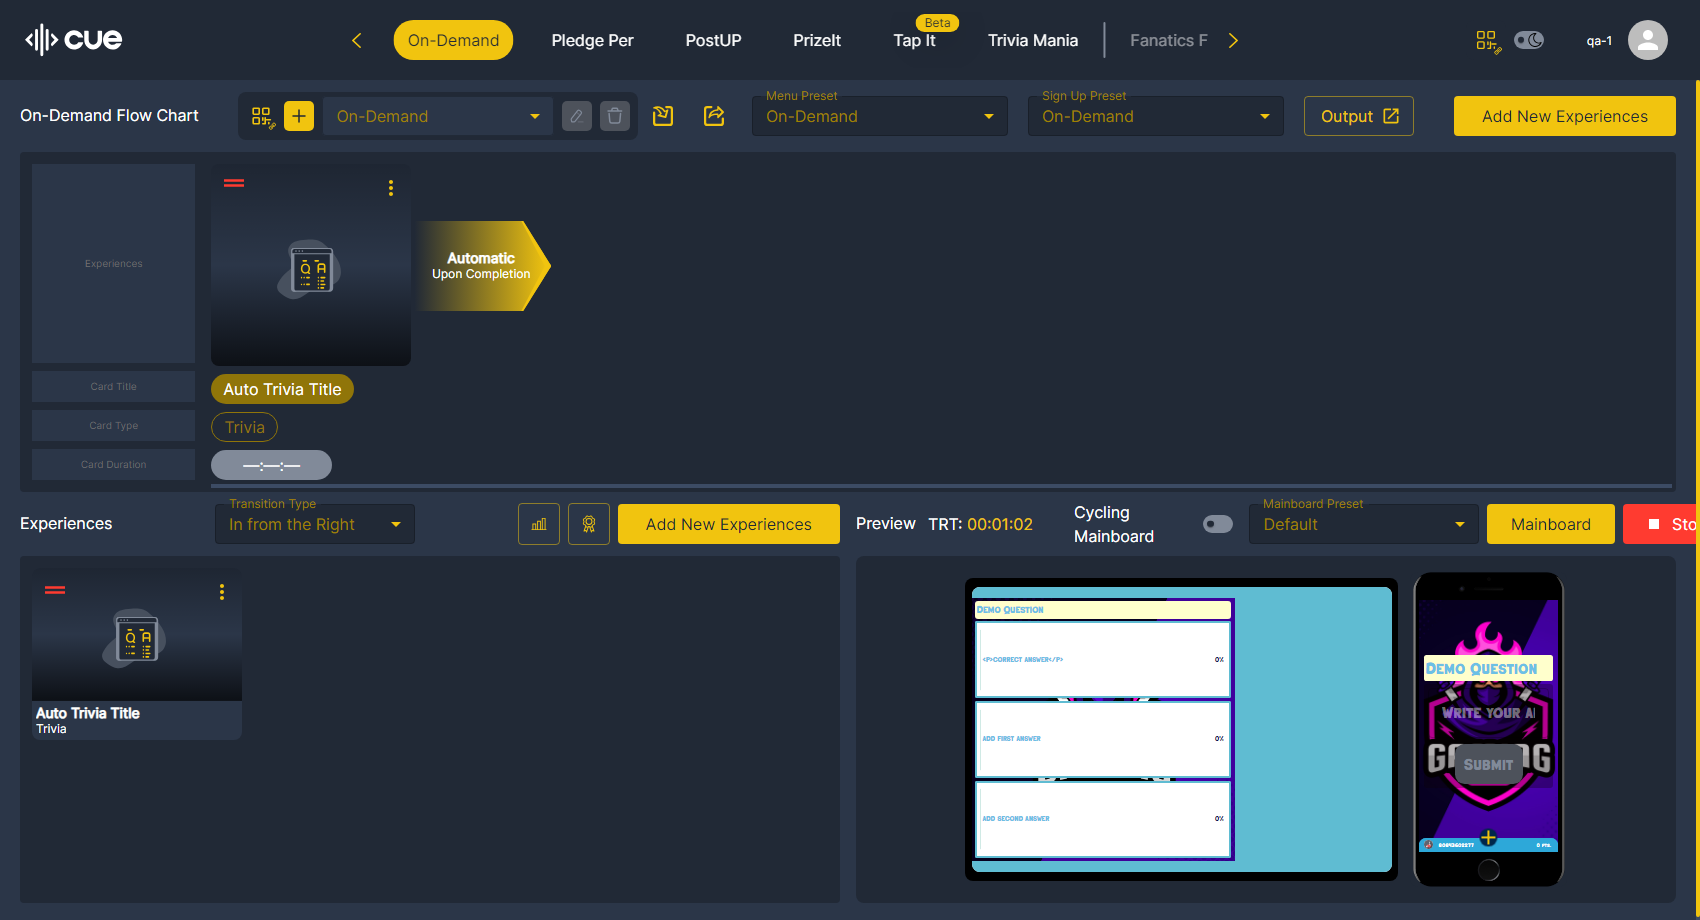 cue
On-Demand
Pledge Per
PostUP
PrizeIt
Beta
Tap It
Trivia Mania
Fanatics F
qa-1
On-Demand Flow Chart
On-Demand
Menu Preset
On-Demand
Sign Up Preset
On-Demand
Output
Add New Experiences
Experiences
Automatic
Upon Completion
Card Title
Auto Trivia Title
Card Type
Trivia
Card Duration
—:—:—
Experiences
Transition Type
In from the Right
Add New Experiences
Preview
TRT: 00:01:02
Cycling
Mainboard
Mainboard Preset
Default
Mainboard
Sto
Q A
Auto Trivia Title
Trivia
Demo Question
<P>CORRECT ANSWER</P>
0%
ADD FIRST ANSWER
0%
ADD SECOND ANSWER
0%
Demo Question
WRITE YOUR A
SUBMIT
0 PTS.